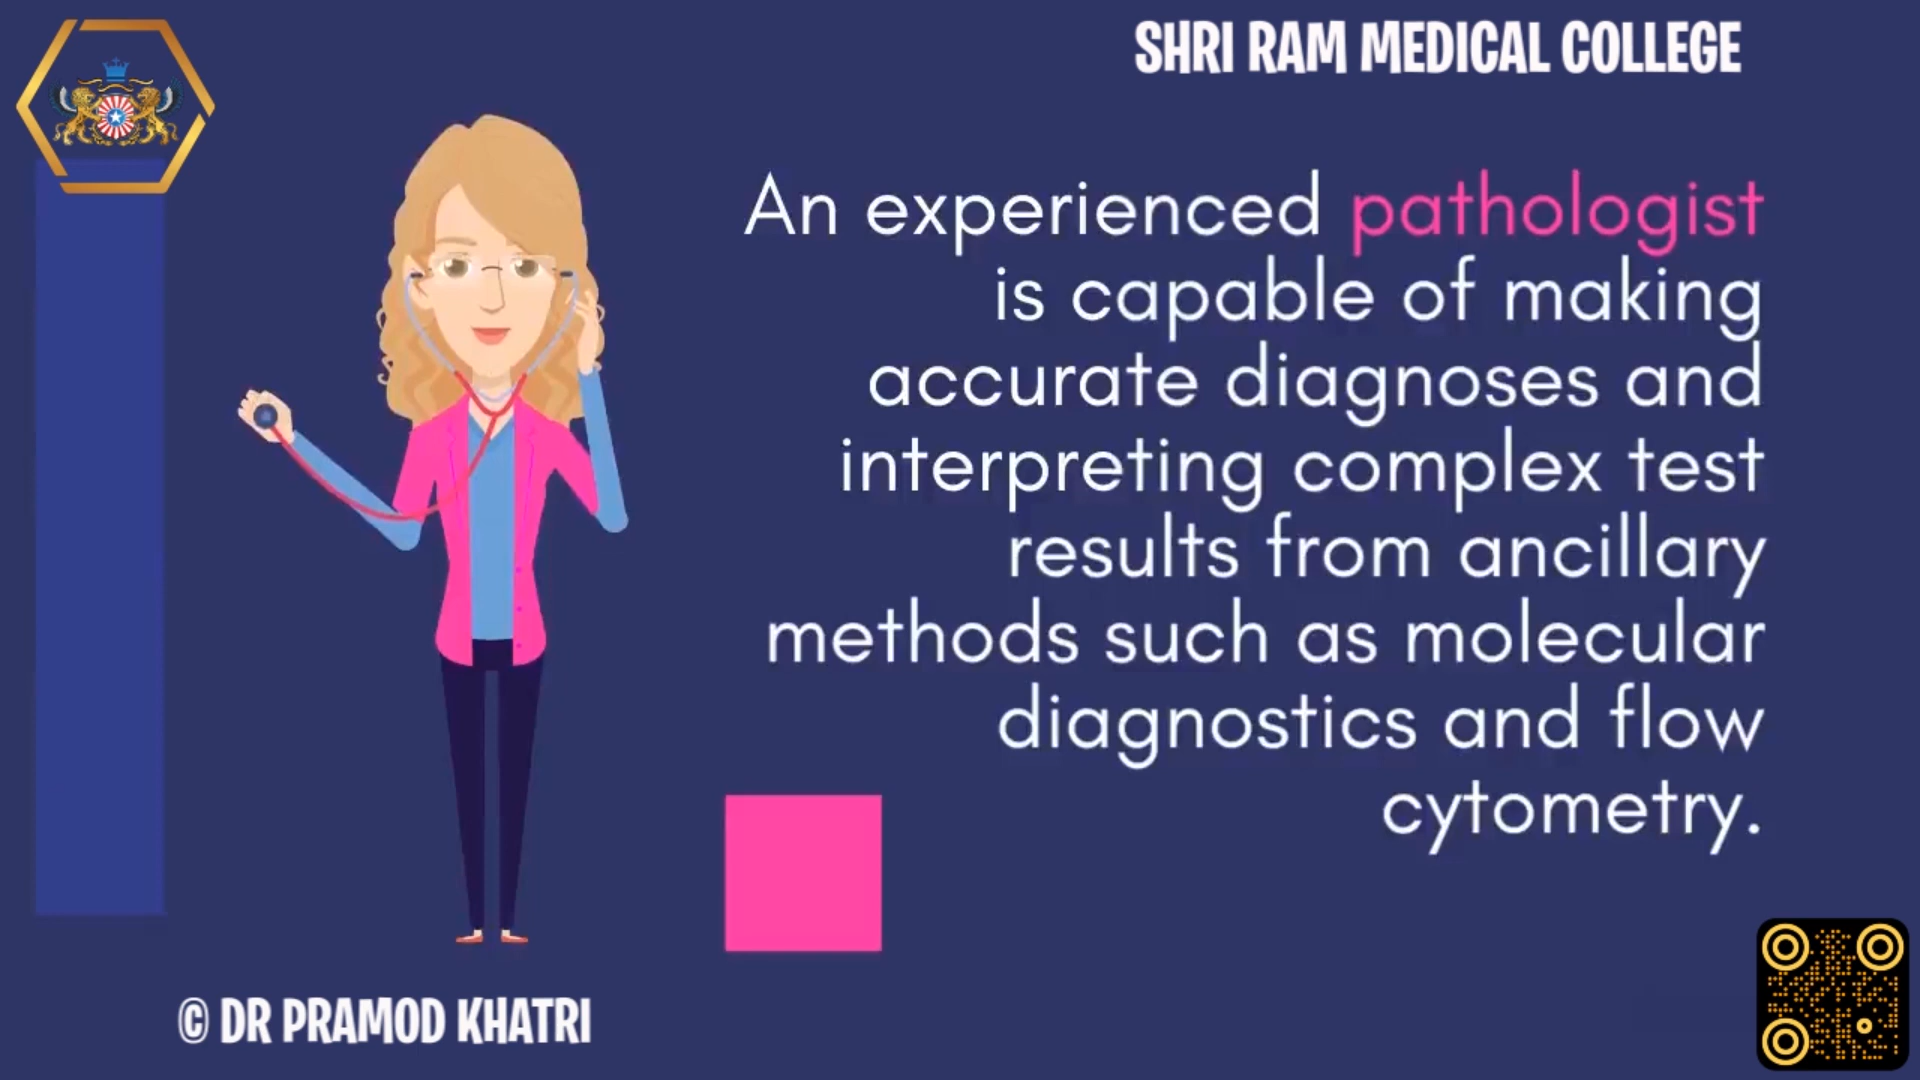 SHRI RAM MEDICAL COLLEGE
An experienced pathologist
is capable of making
accurate diagnoses and
interpreting complex test
results from ancillary
methods such as molecular
diagnostics and flow
cytometry.
© DR PRAMOD KHATRI